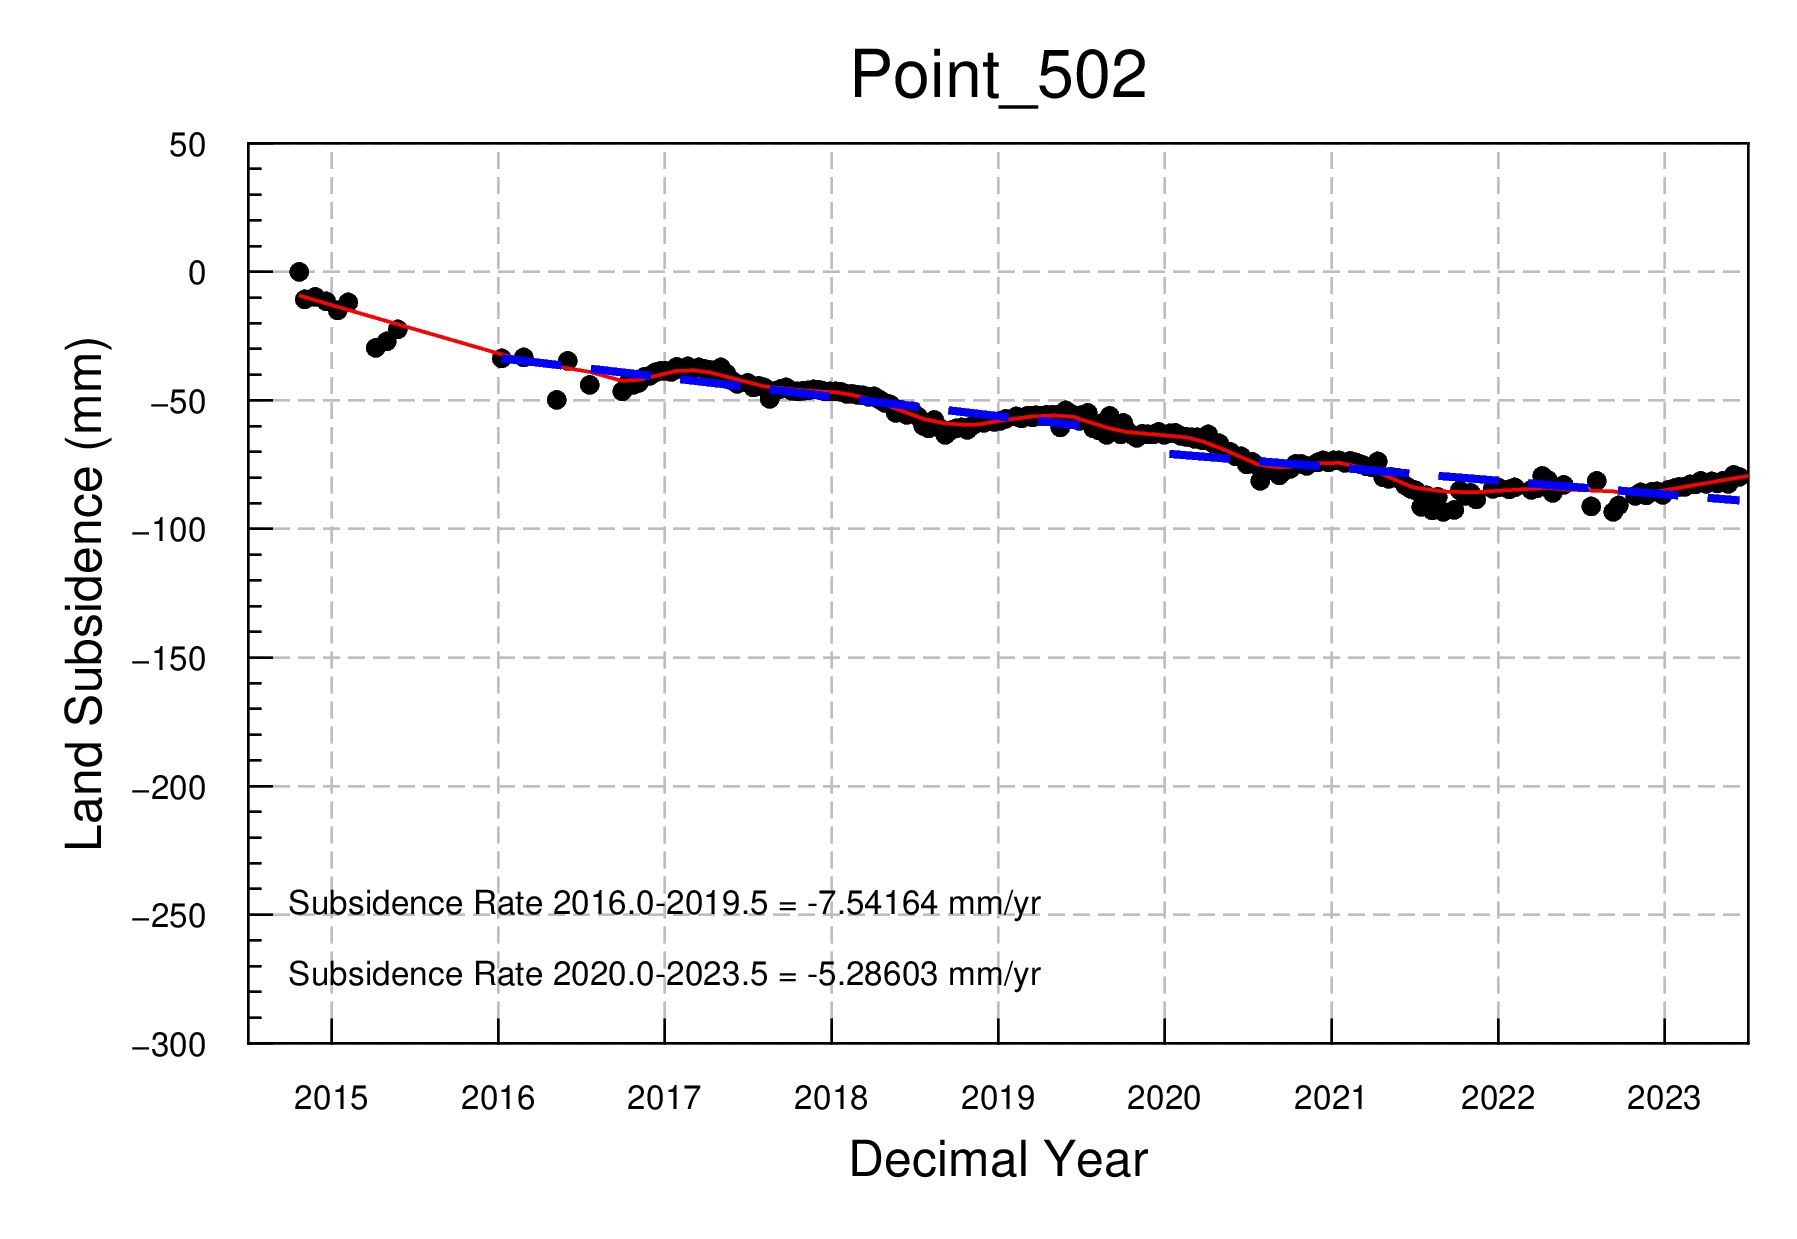 Point_502
50
0
−50
−100
−150
−200
−250
−300
Land Subsidence (mm)
Subsidence Rate 2016.0-2019.5 = -7.54164 mm/yr
Subsidence Rate 2020.0-2023.5 = -5.28603 mm/yr
2015 2016 2017 2018 2019 2020 2021 2022 2023
Decimal Year